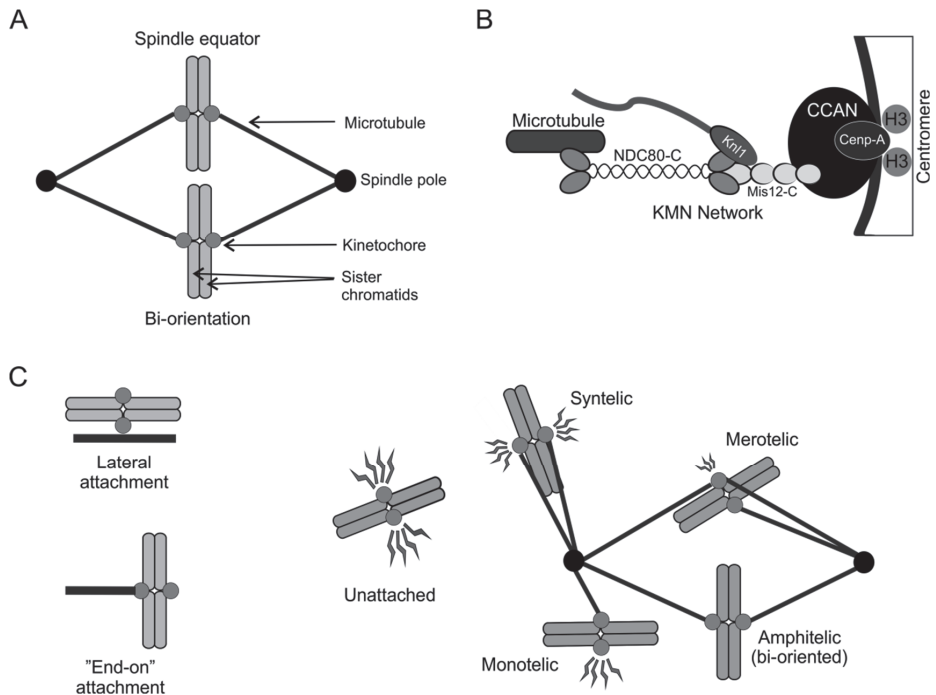 A
Spindle equator
Microtubule
Spindle pole
Kinetochore
Sister
chromatids
Bi-orientation
B
Microtubule
Knl1
NDC80-C
Mis12-C
KMN Network
CCAN
Cenp-A
H3
H3
Centromere
C
Lateral
attachment
"End-on"
attachment
Unattached
Syntelic
Merotelic
Monotelic
Amphitelic
(bi-oriented)